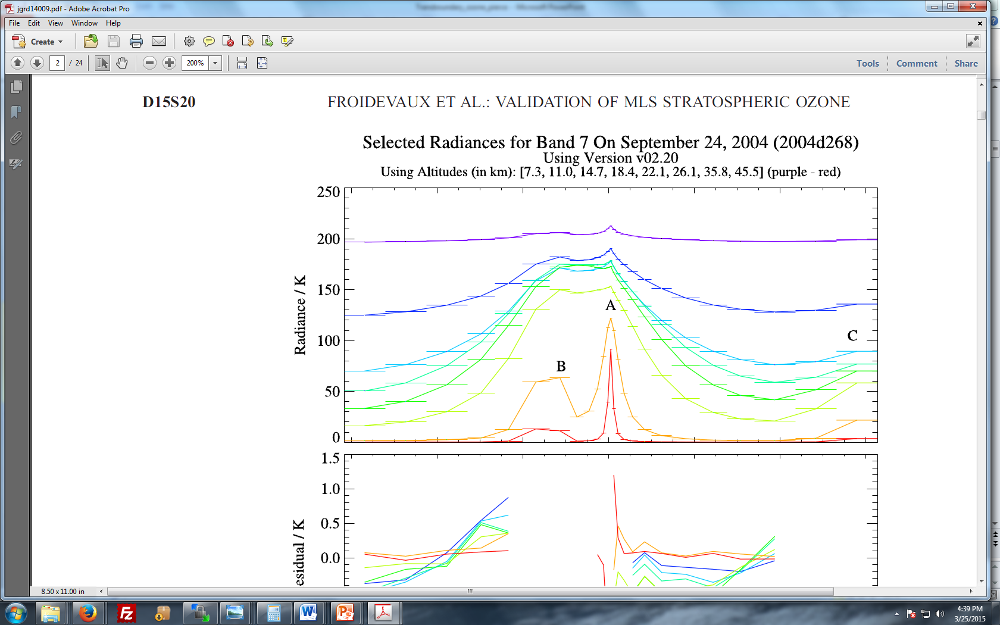 jgrd14009.pdf - Adobe Acrobat Pro
File Edit View Window Help
Create
2 / 24 200% Tools Comment Share
D15S20 FROIDEVAUX ET AL.: VALIDATION OF MLS STRATOSPHERIC OZONE
Selected Radiances for Band 7 On September 24, 2004 (2004d268)
Using Version v02.20
Using Altitudes (in km): [7.3, 11.0, 14.7, 18.4, 22.1, 26.1, 35.8, 45.5] (purple - red)
250
200
150
100
50
0
Radiance / K
A
B
C
1.5
1.0
0.5
0.0
esidual / K
8.50 x 11.00 in
4:39 PM
3/25/2015